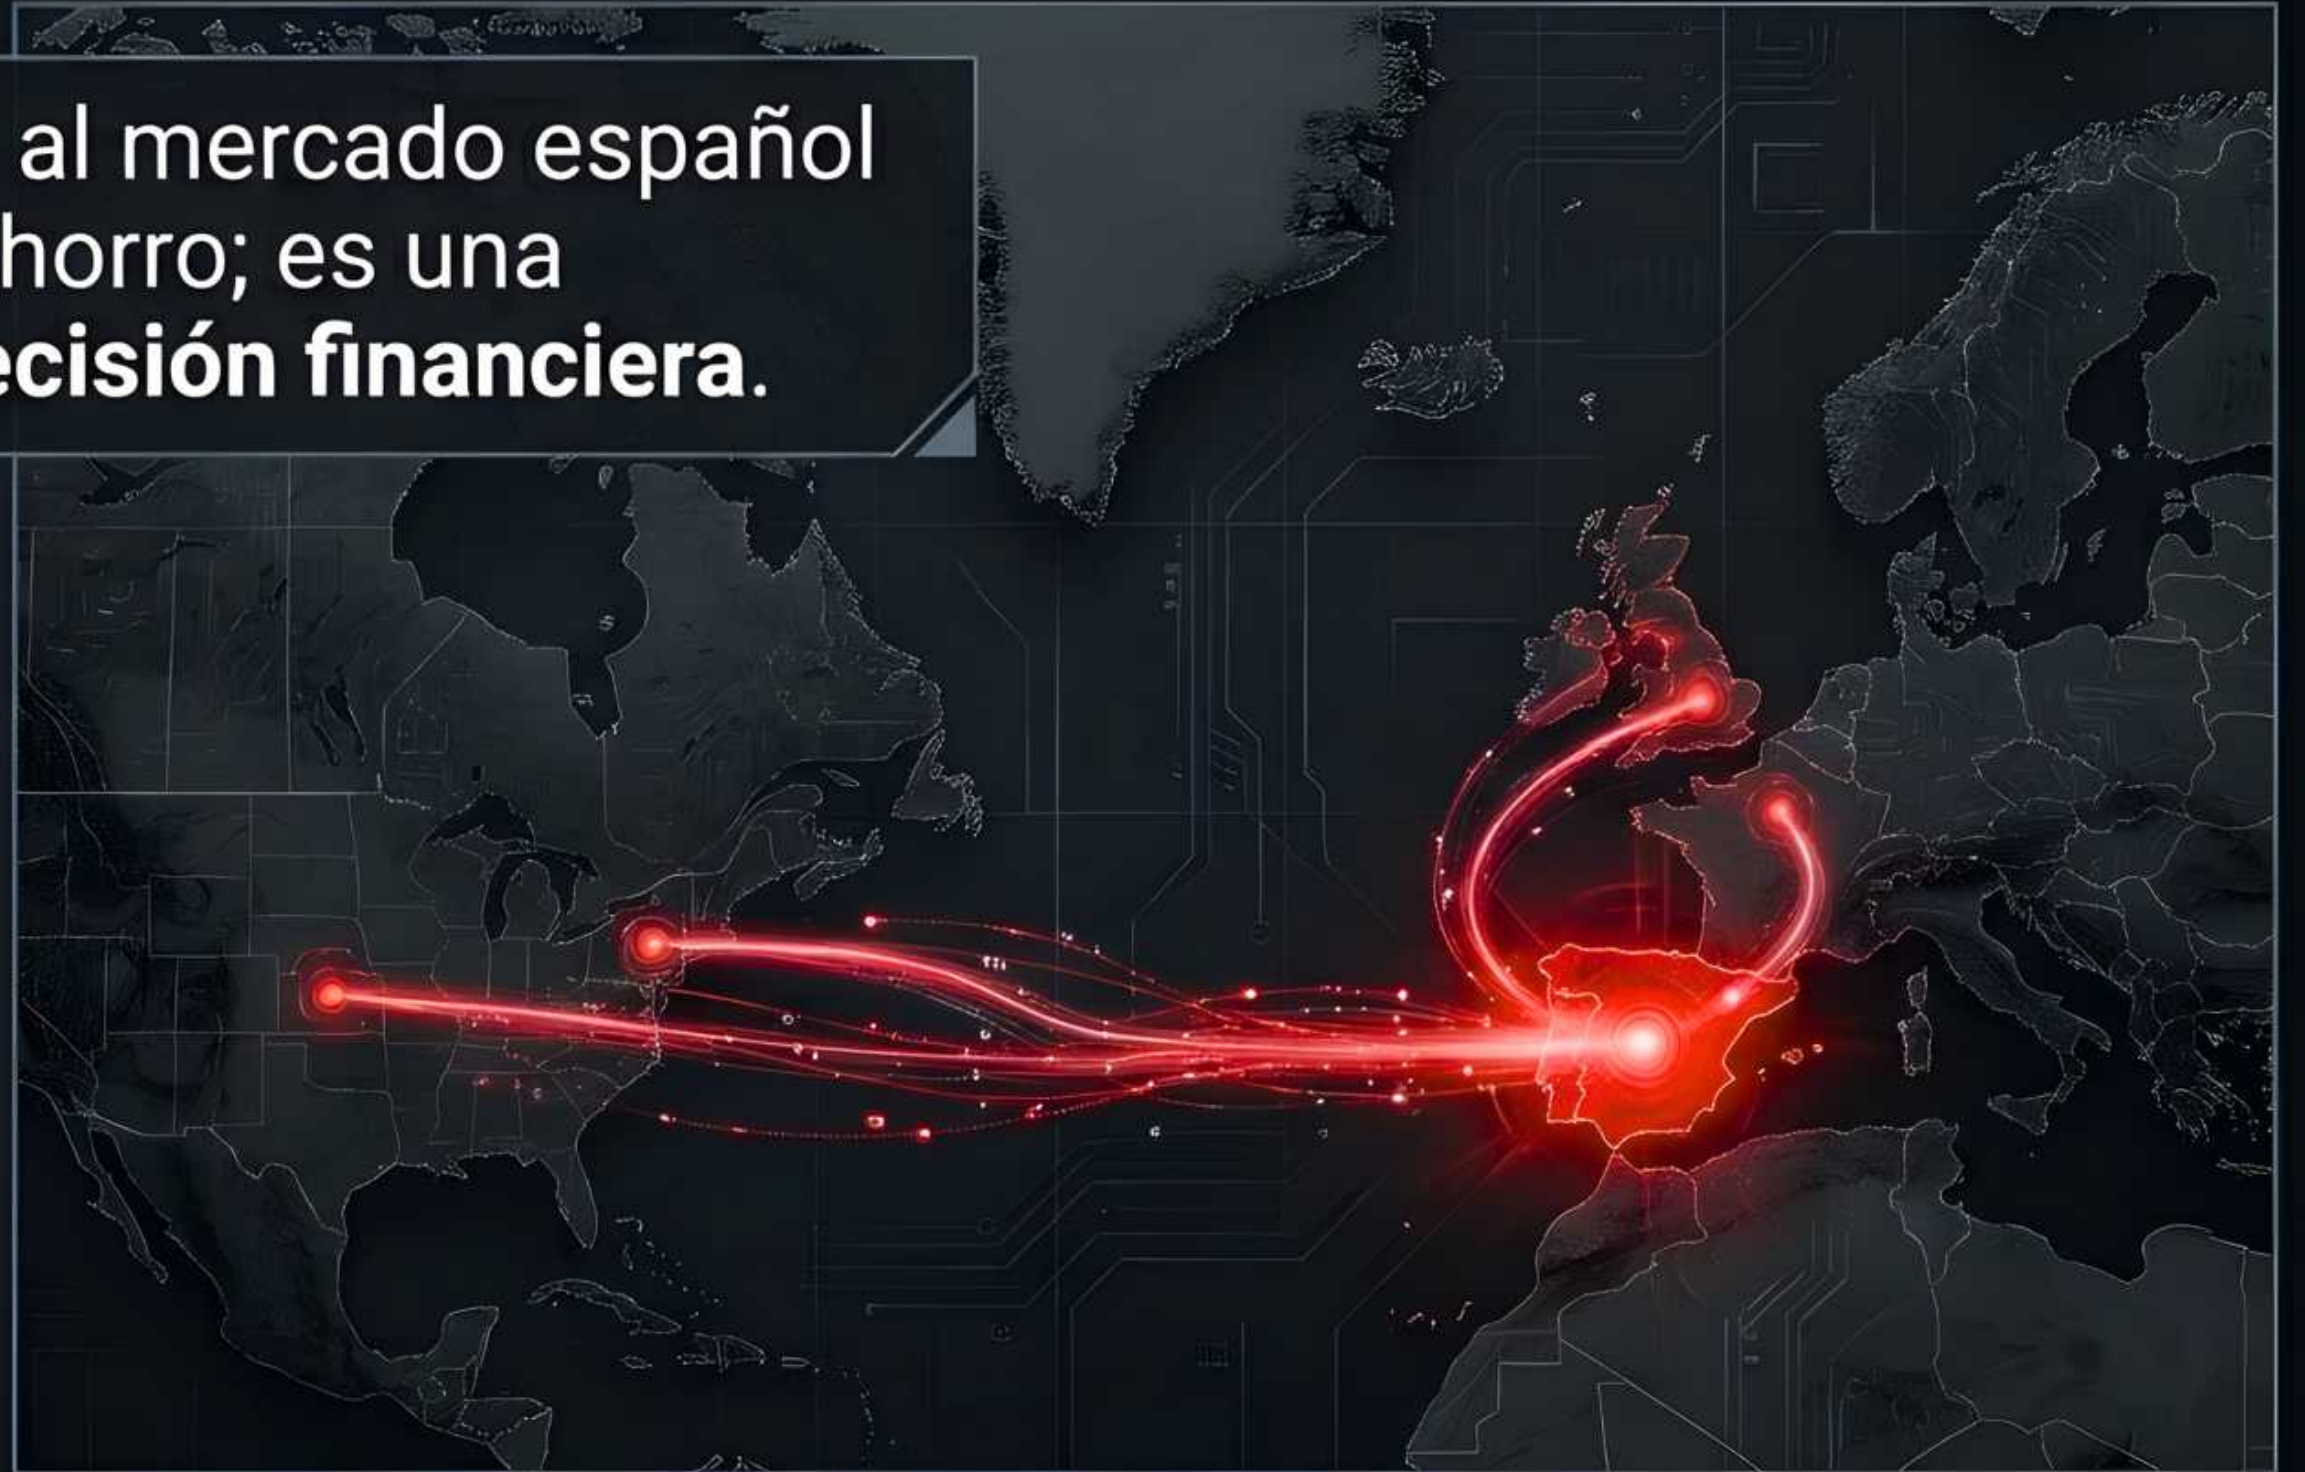 al mercado español
horro; es una
ecisión financiera.